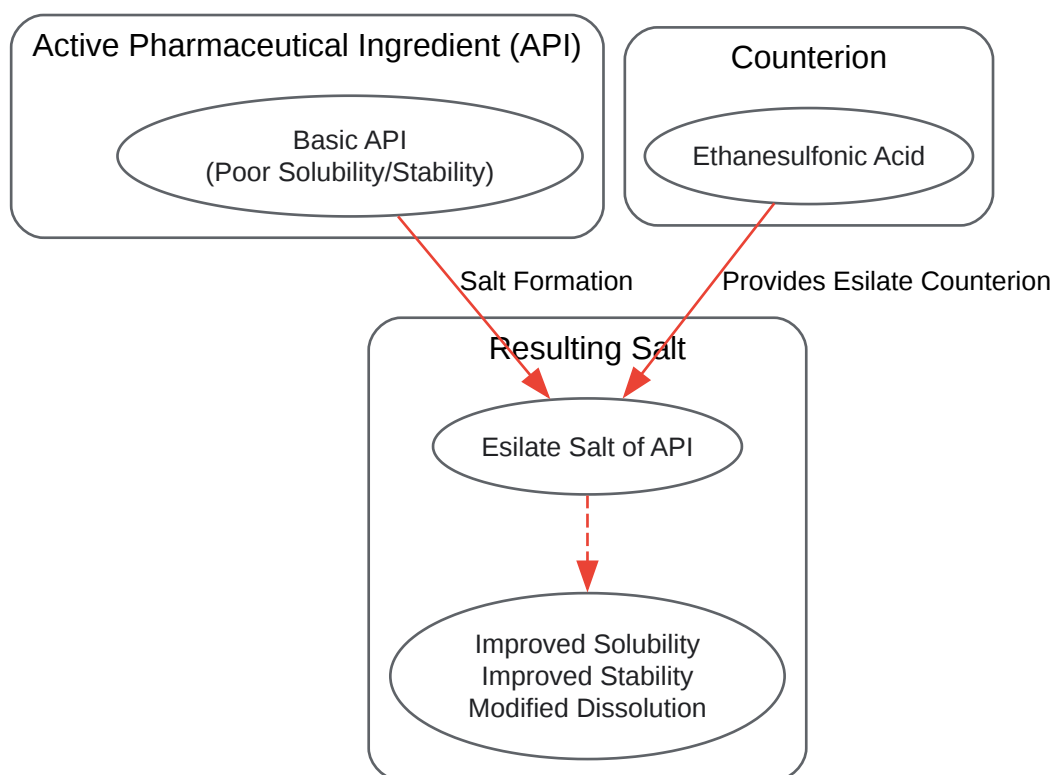 Active Pharmaceutical Ingredient (API)
Counterion
Basic API
(Poor Solubility/Stability)
Ethanesulfonic Acid
Salt Formation
Provides Esilate Counterion
Resulting Salt
Esilate Salt of API
Improved Solubility
Improved Stability
Modified Dissolution